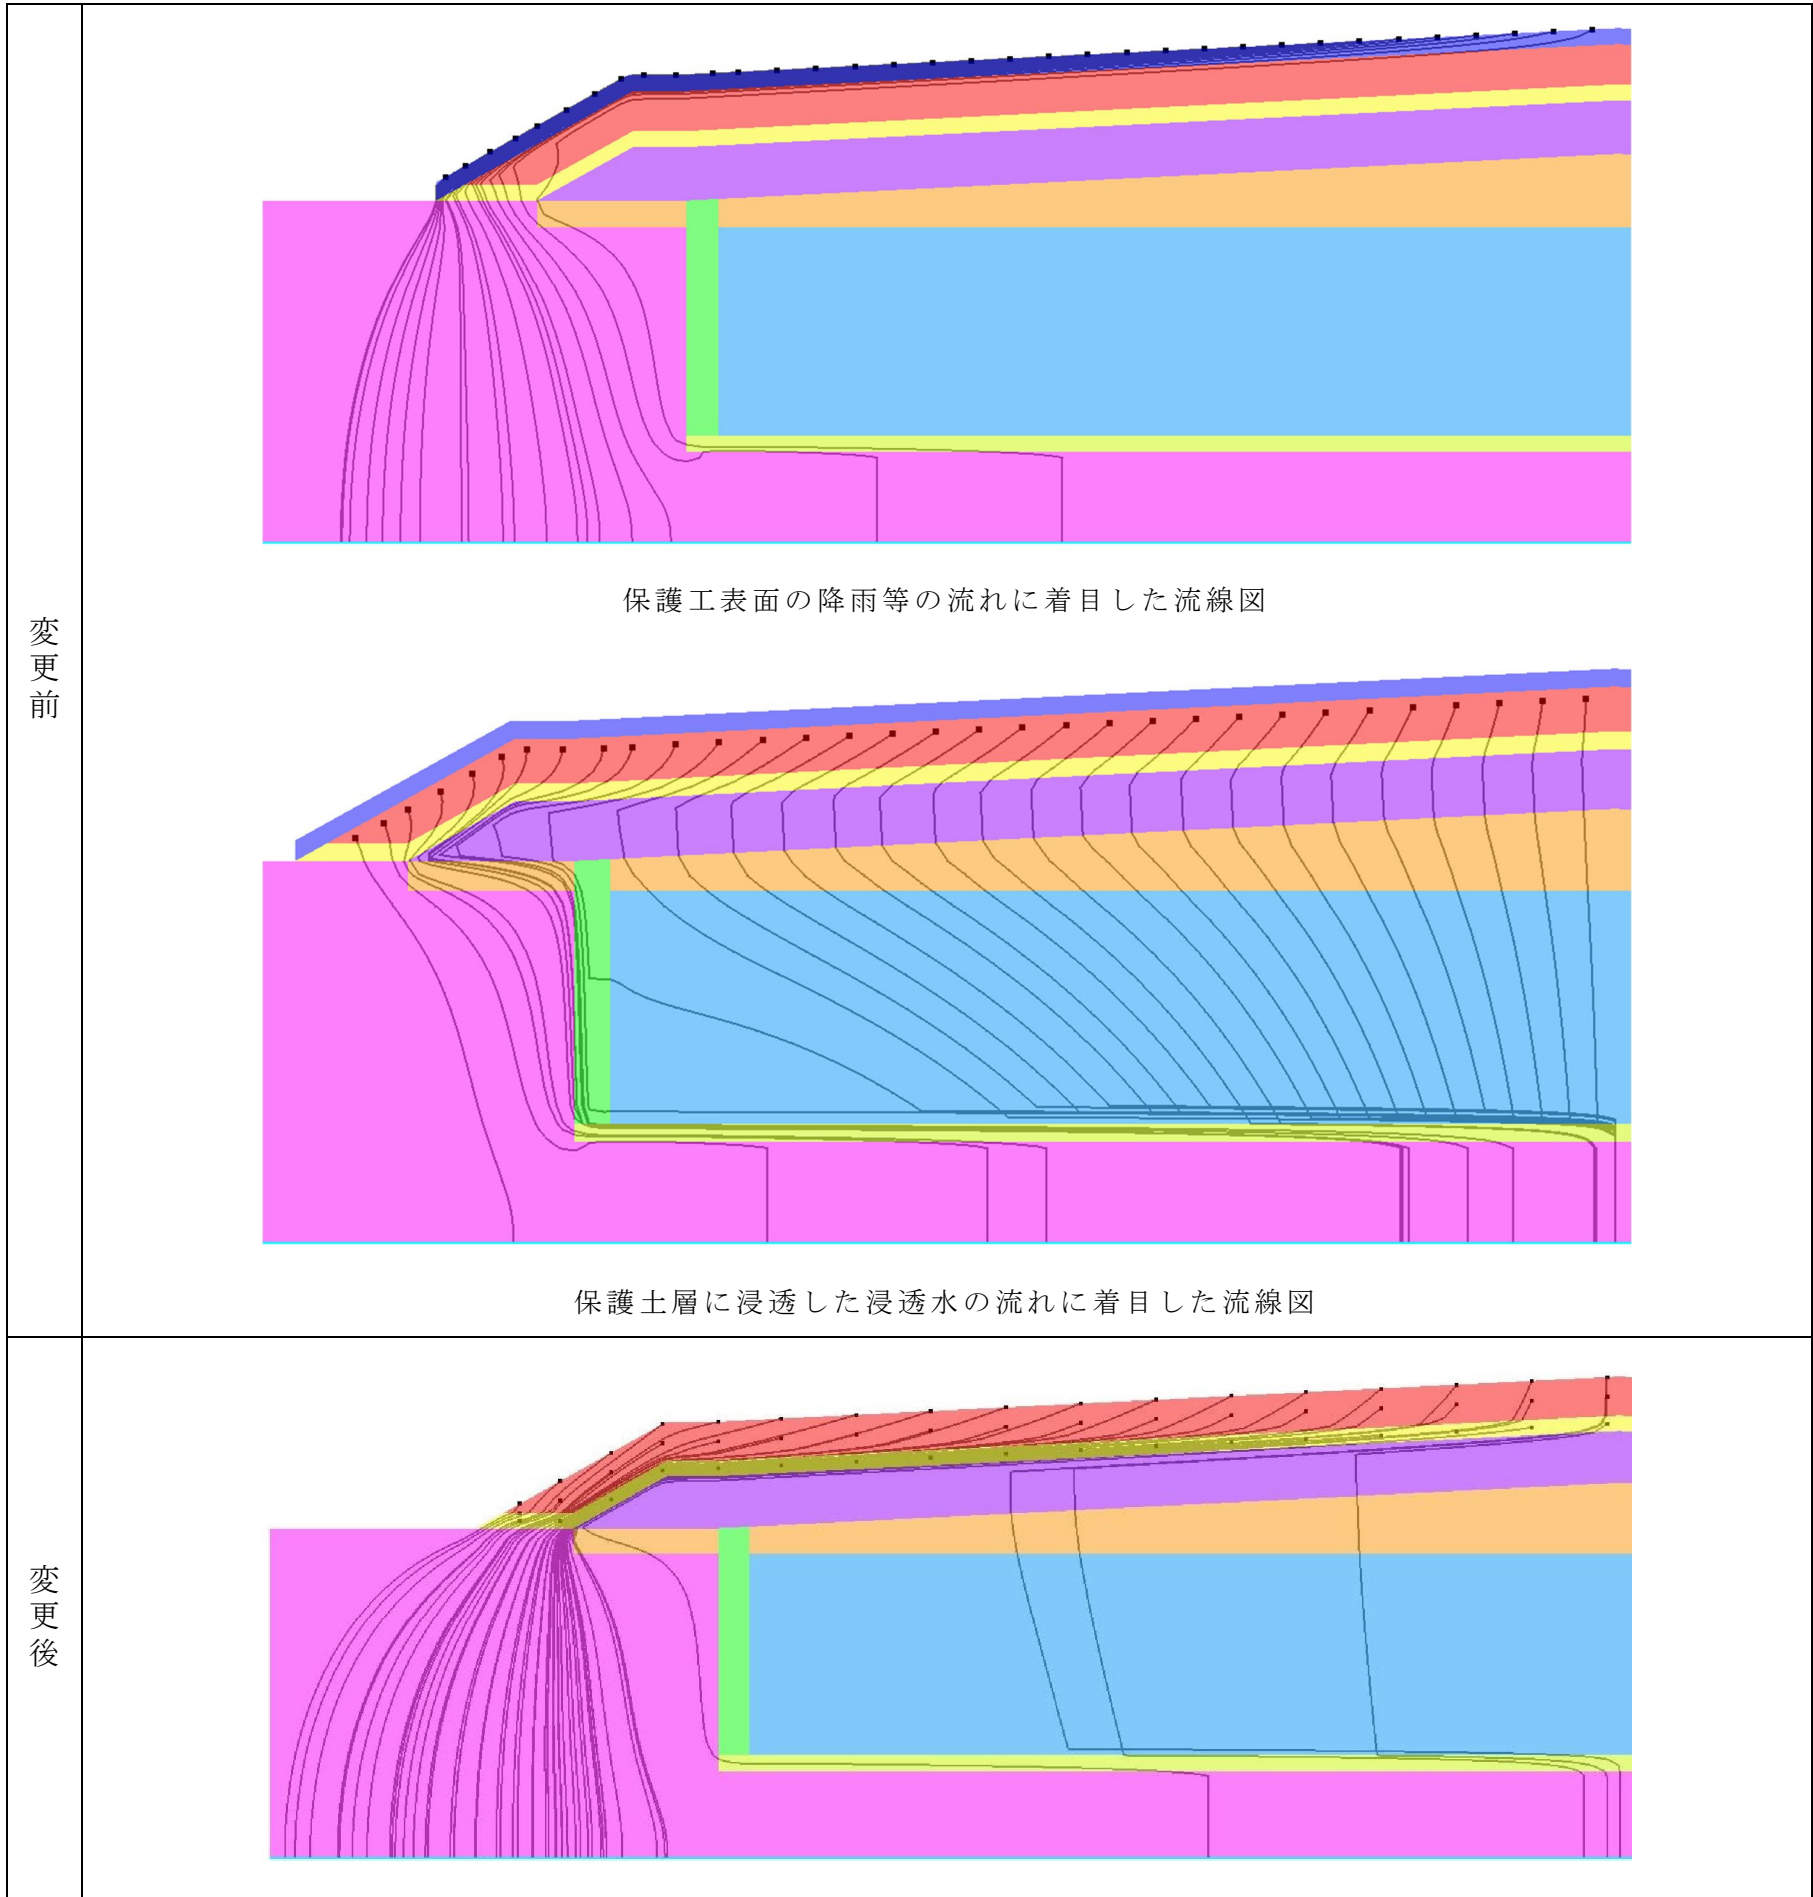 変更前
保護工表面の降雨等の流れに着目した流線図
保護土層に浸透した浸透水の流れに着目した流線図
変更後